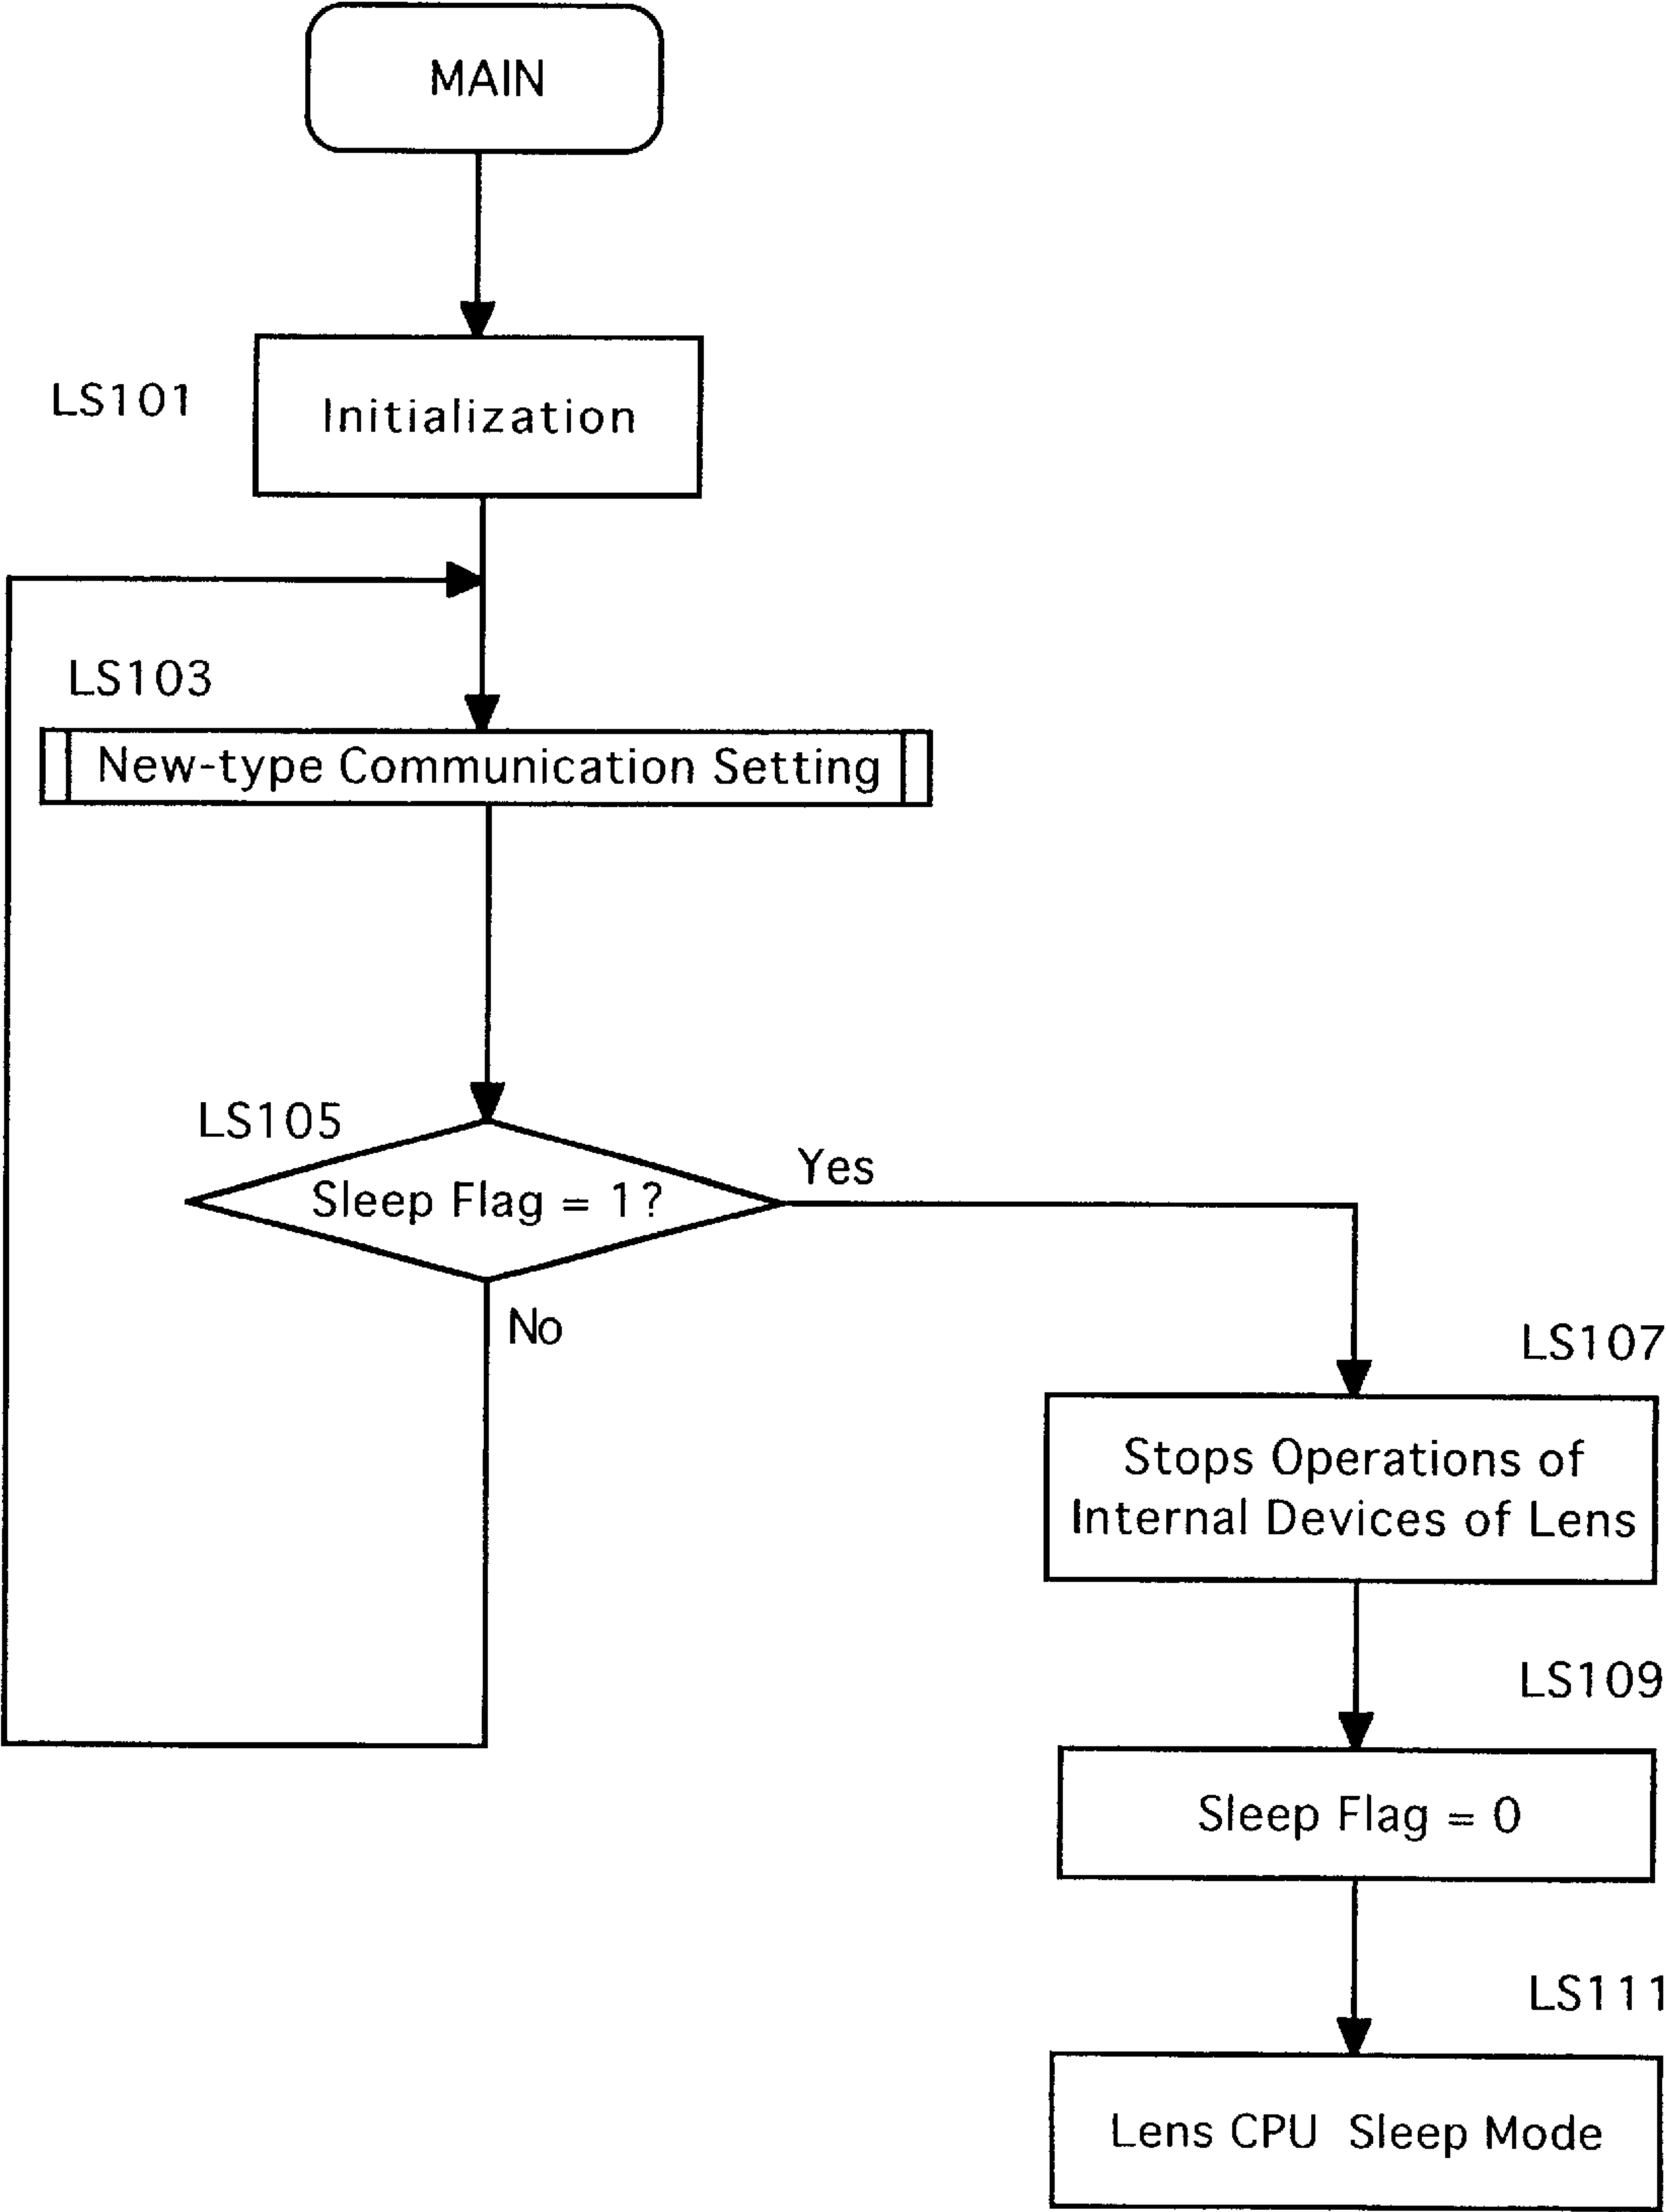 MAIN
LS101
Initialization
LS103
New-type Communication Setting
LS105
Sleep Flag = 1?
Yes
No
LS107
Stops Operations of
Internal Devices of Lens
LS109
Sleep Flag = 0
LS111
Lens CPU Sleep Mode